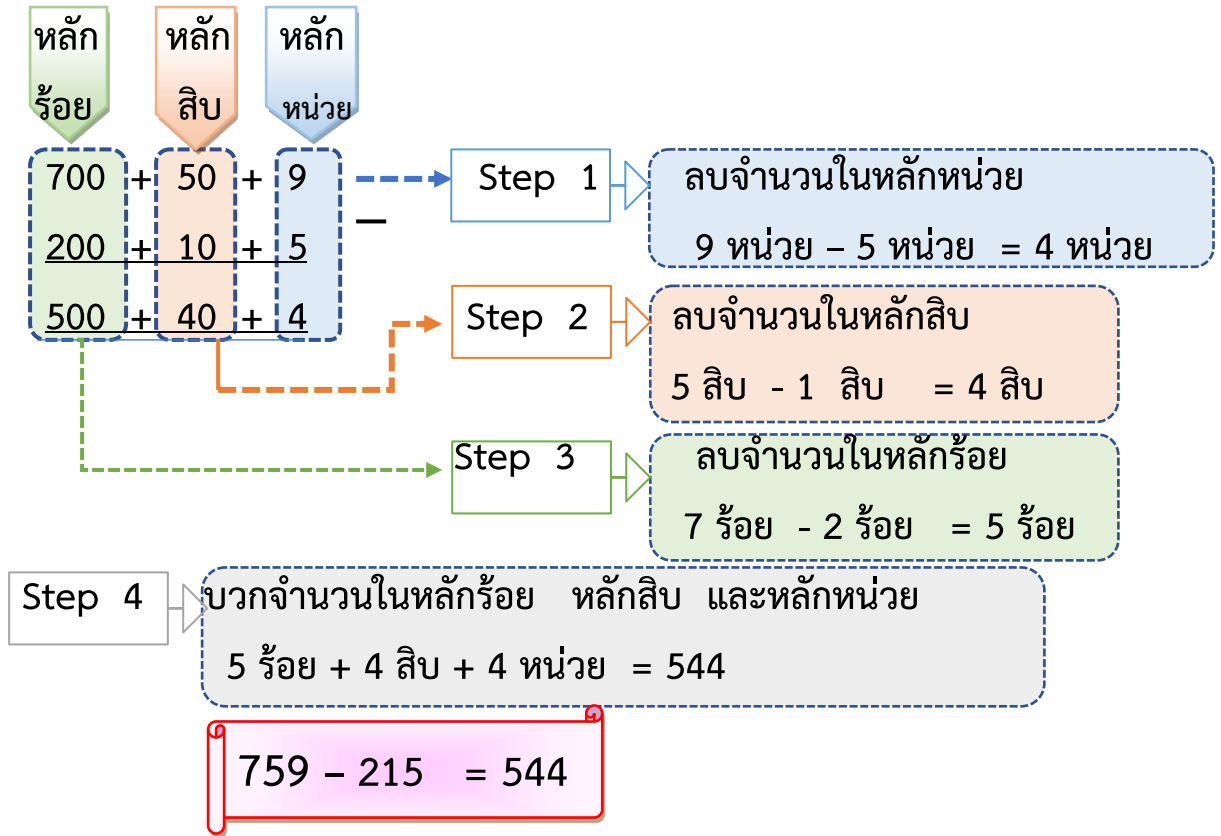 หลัก หลัก หลัก
ร้อย สิบ หน่วย
700 + 50 + 9
–
200 + 10 + 5
500 + 40 + 4
Step 1
ลบจำนวนในหลักหน่วย
9 หน่วย – 5 หน่วย = 4 หน่วย
Step 2
ลบจำนวนในหลักสิบ
5 สิบ - 1 สิบ = 4 สิบ
Step 3
ลบจำนวนในหลักร้อย
7 ร้อย - 2 ร้อย = 5 ร้อย
Step 4
บวกจำนวนในหลักร้อย หลักสิบ และหลักหน่วย
5 ร้อย + 4 สิบ + 4 หน่วย = 544
759 – 215 = 544